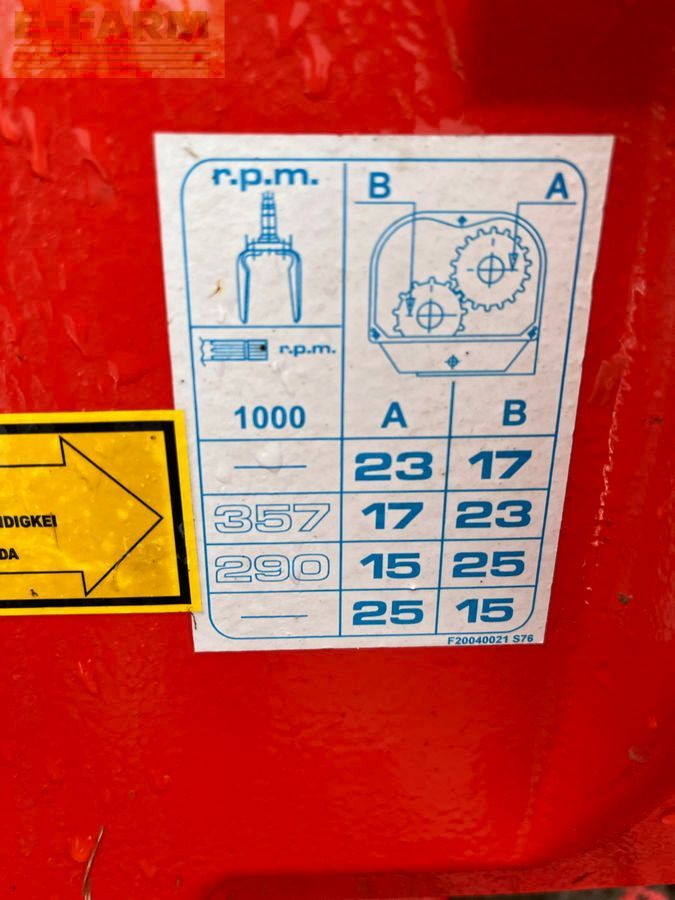 E-FARM
r.p.m.
B A
r.p.m.
1000 A B
— 23 17
357 17 23
290 15 25
— 25 15
F20040021 S76
NDIGKEI
DA